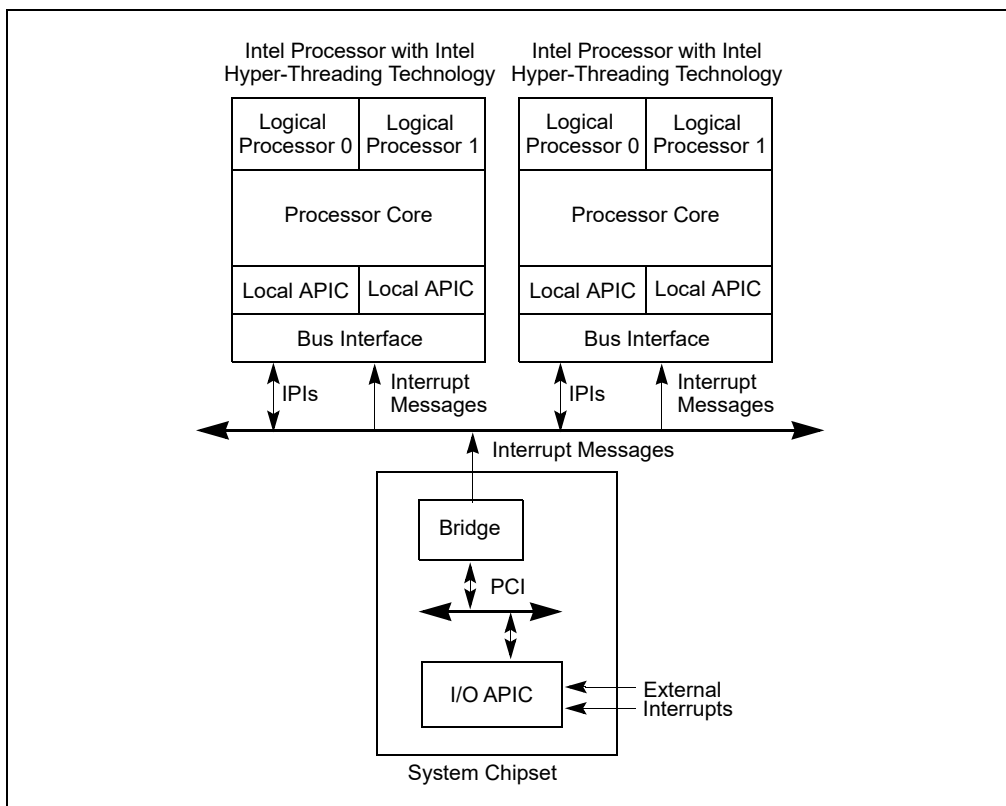 Intel Processor with Intel
Hyper-Threading Technology
Intel Processor with Intel
Hyper-Threading Technology
Logical
Processor 0
Logical
Processor 1
Logical
Processor 0
Logical
Processor 1
Processor Core
Processor Core
Local APIC
Local APIC
Local APIC
Local APIC
Bus Interface
Bus Interface
IPIs
Interrupt
Messages
IPIs
Interrupt
Messages
Interrupt Messages
Bridge
PCI
I/O APIC
External
Interrupts
System Chipset